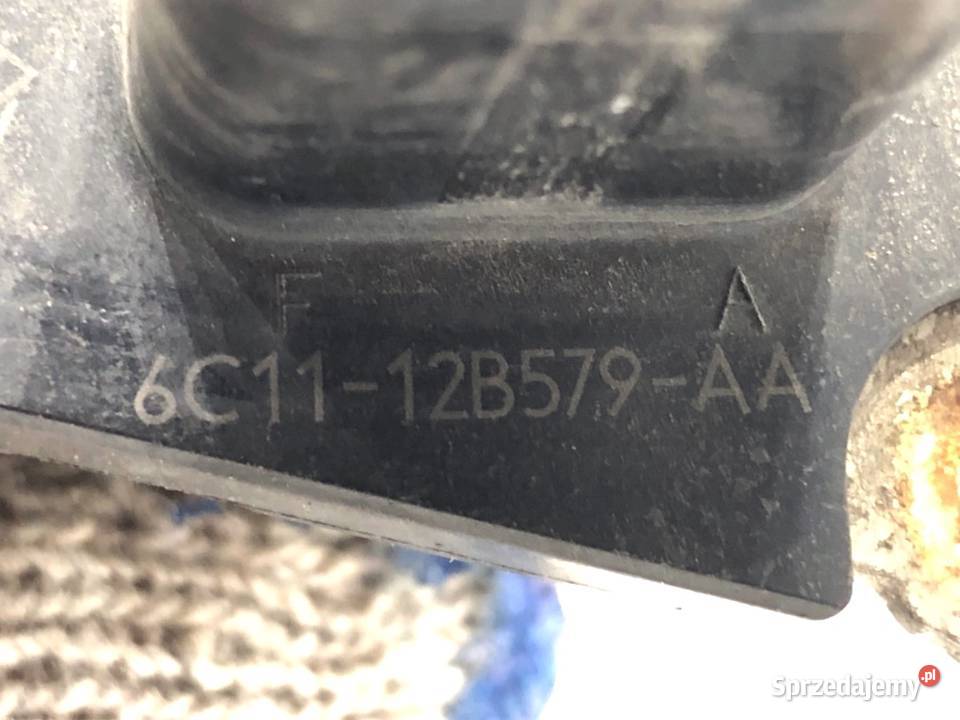 F A
6C11-12B579-AA
Sprzedajemy.pl